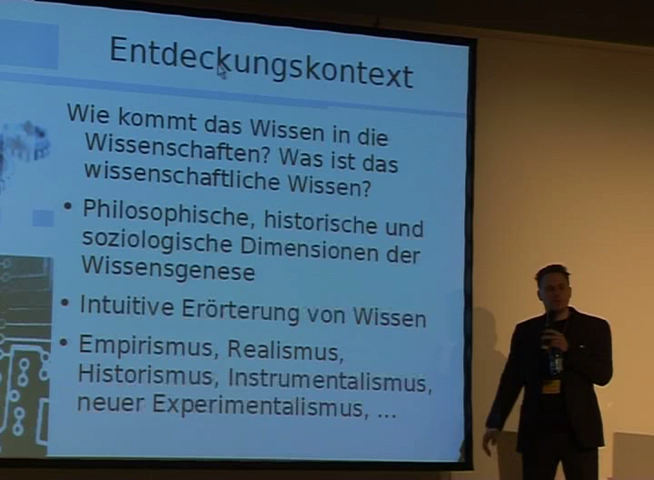 Entdeckungskontext
Wie kommt das Wissen in die
Wissenschaften? Was ist das
wissenschaftliche Wissen?
• Philosophische, historische und
soziologische Dimensionen der
Wissensgenese
• Intuitive Erörterung von Wissen
• Empirismus, Realismus,
Historismus, Instrumentalismus,
neuer Experimentalismus, ...